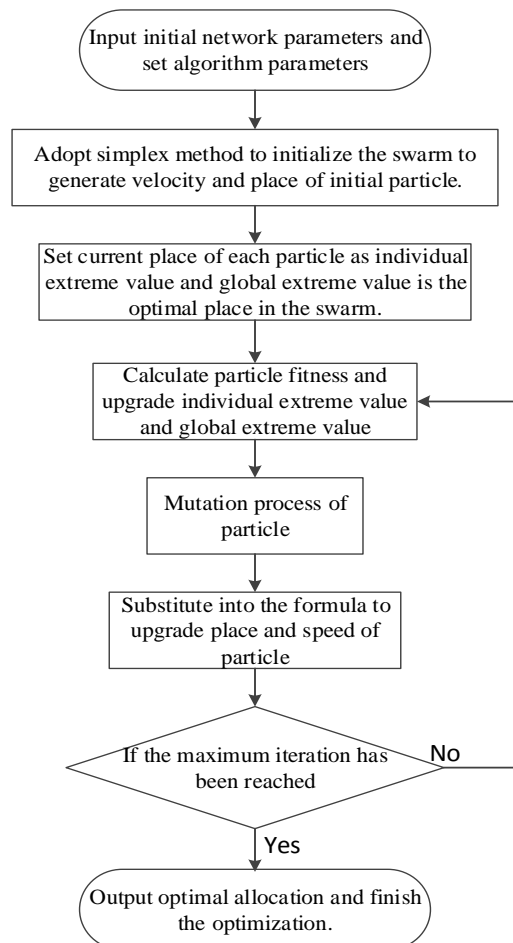 Input initial network parameters and
set algorithm parameters
Adopt simplex method to initialize the swarm to
generate velocity and place of initial particle.
Set current place of each particle as individual
extreme value and global extreme value is the
optimal place in the swarm.
Calculate particle fitness and
upgrade individual extreme value
and global extreme value
Mutation process of
particle
Substitute into the formula to
upgrade place and speed of
particle
If the maximum iteration has
been reached
No
Yes
Output optimal allocation and finish
the optimization.